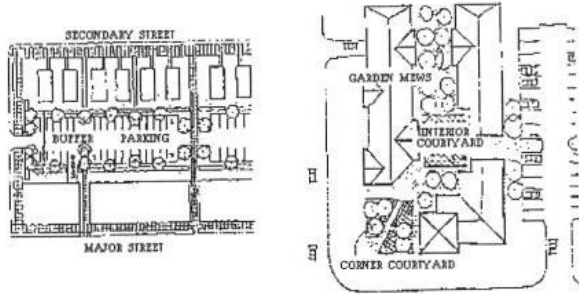 SECONDARY STREET
BUFFER PARKING
MAJOR STREET
GARDEN MEWS
INTERIOR
COURTYARD
CORNER COURTYARD